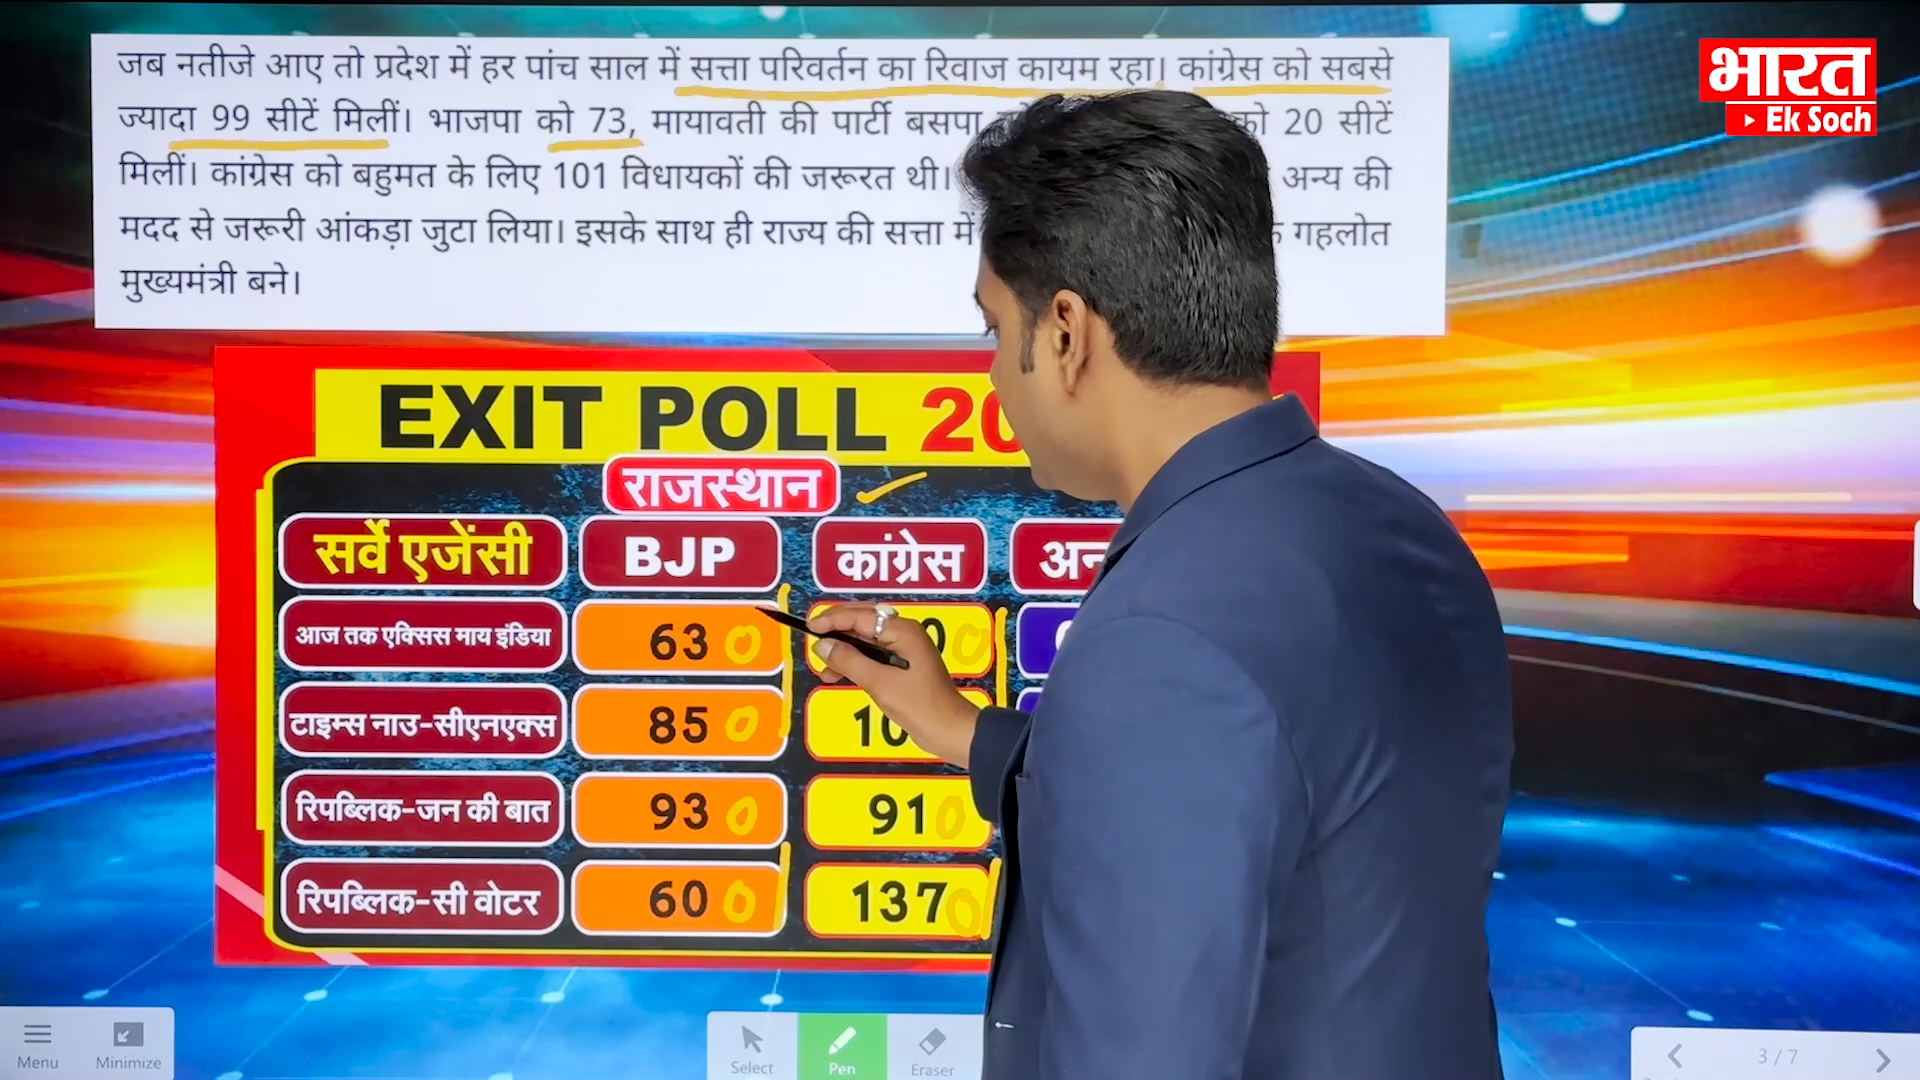 जब नतीजे आए तो प्रदेश में हर पांच साल में सत्ता परिवर्तन का रिवाज कायम रहा। कांग्रेस को सबसे
ज्यादा 99 सीटें मिलीं। भाजपा को 73, मायावती की पार्टी बसपा को 20 सीटें
मिलीं। कांग्रेस को बहुमत के लिए 101 विधायकों की जरूरत थी। अन्य की
मदद से जरूरी आंकड़ा जुटा लिया। इसके साथ ही राज्य की सत्ता में गहलोत
मुख्यमंत्री बने।
भारत
Ek Soch
EXIT POLL
राजस्थान
सर्वे एजेंसी BJP कांग्रेस
आज तक एक्सिस माय इंडिया 63
टाइम्स नाउ-सीएनएक्स 85
रिपब्लिक-जन की बात 93 91
रिपब्लिक-सी वोटर 60 137
Menu Minimize Select Pen Eraser 3 / 7